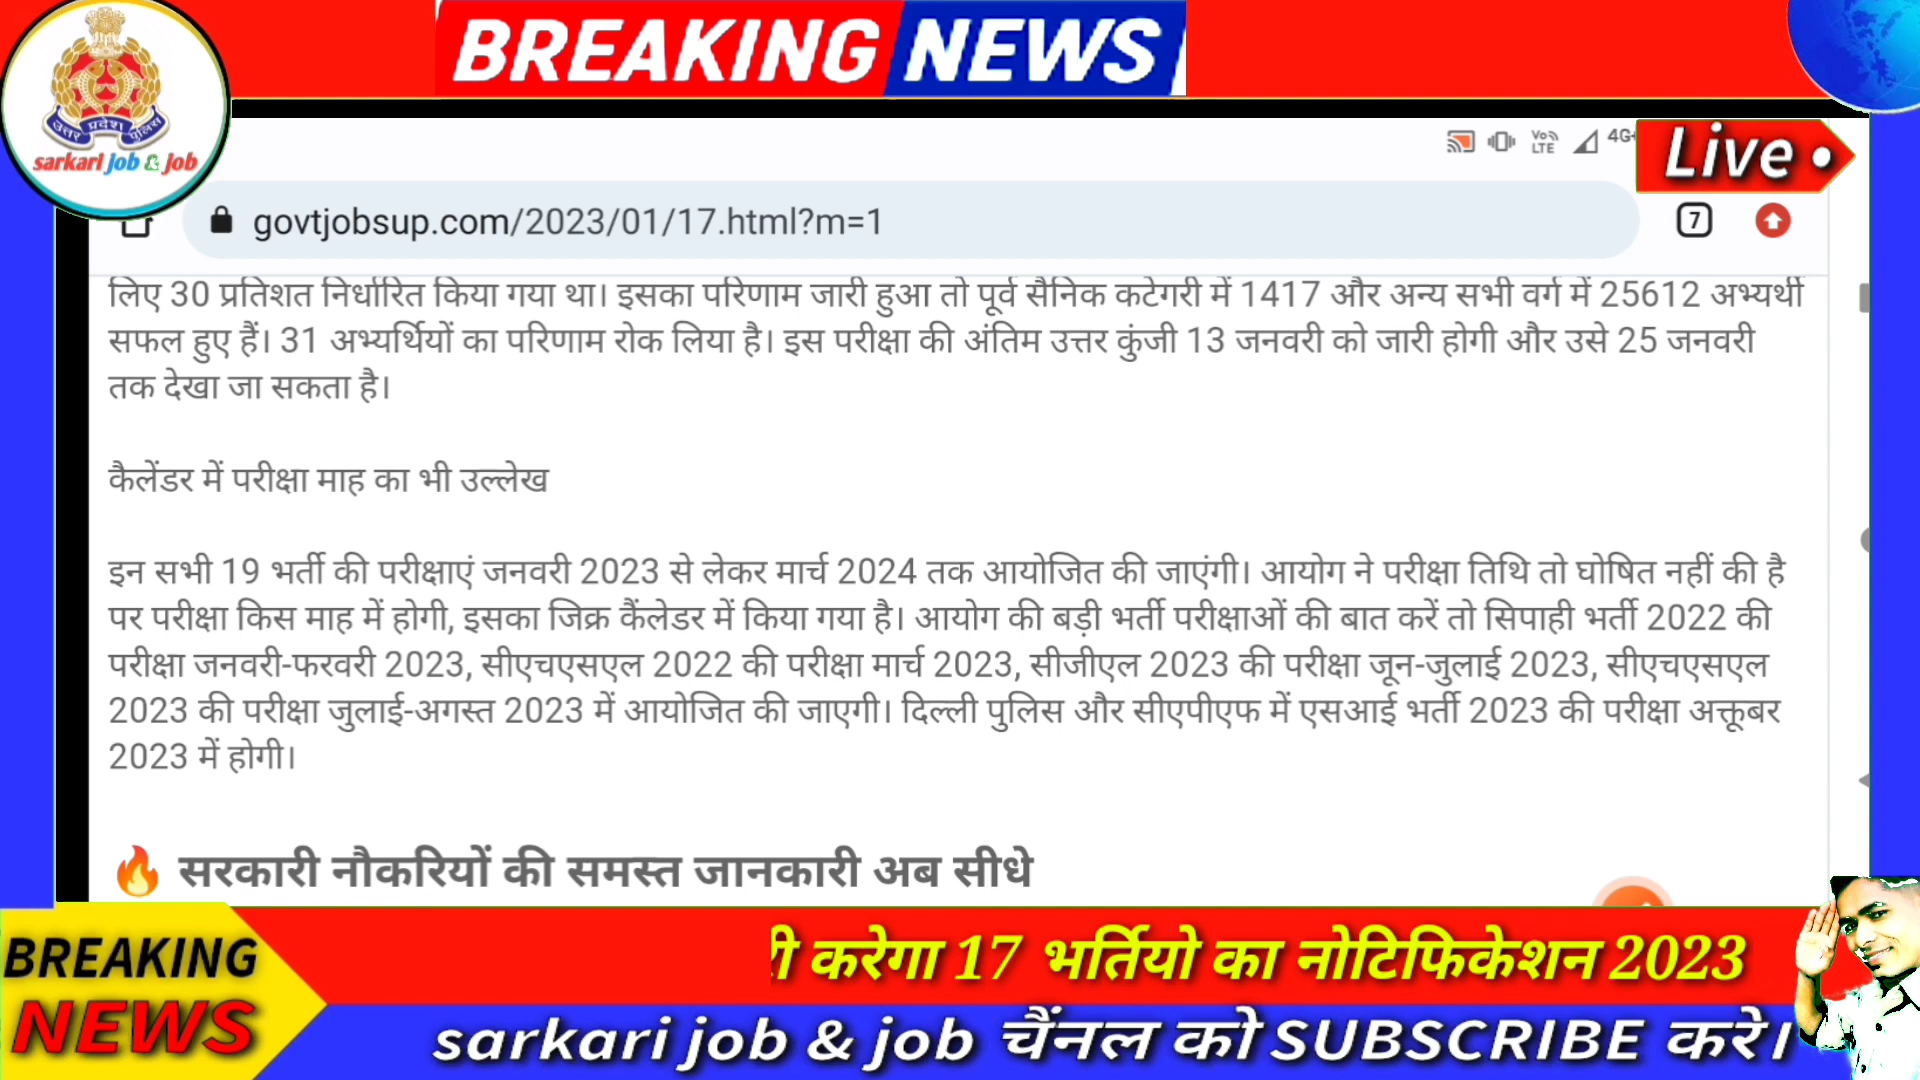 BREAKING NEWS
उत्तर प्रदेश पुलिस
sarkari job & job
Vo) LTE 4G+
Live
govtjobsup.com/2023/01/17.html?m=1
7
लिए 30 प्रतिशत निर्धारित किया गया था। इसका परिणाम जारी हुआ तो पूर्व सैनिक कटेगरी में 1417 और अन्य सभी वर्ग में 25612 अभ्यर्थी
सफल हुए हैं। 31 अभ्यर्थियों का परिणाम रोक लिया है। इस परीक्षा की अंतिम उत्तर कुंजी 13 जनवरी को जारी होगी और उसे 25 जनवरी
तक देखा जा सकता है।
कैलेंडर में परीक्षा माह का भी उल्लेख
इन सभी 19 भर्ती की परीक्षाएं जनवरी 2023 से लेकर मार्च 2024 तक आयोजित की जाएंगी। आयोग ने परीक्षा तिथि तो घोषित नहीं की है
पर परीक्षा किस माह में होगी, इसका जिक्र कैंलेडर में किया गया है। आयोग की बड़ी भर्ती परीक्षाओं की बात करें तो सिपाही भर्ती 2022 की
परीक्षा जनवरी-फरवरी 2023, सीएचएसएल 2022 की परीक्षा मार्च 2023, सीजीएल 2023 की परीक्षा जून-जुलाई 2023, सीएचएसएल
2023 की परीक्षा जुलाई-अगस्त 2023 में आयोजित की जाएगी। दिल्ली पुलिस और सीएपीएफ में एसआई भर्ती 2023 की परीक्षा अक्तूबर
2023 में होगी।
🔥 सरकारी नौकरियों की समस्त जानकारी अब सीधे
BREAKING
NEWS
करेगा 17 भर्तियो का नोटिफिकेशन 2023
sarkari job & job चैंनल को SUBSCRIBE करे।